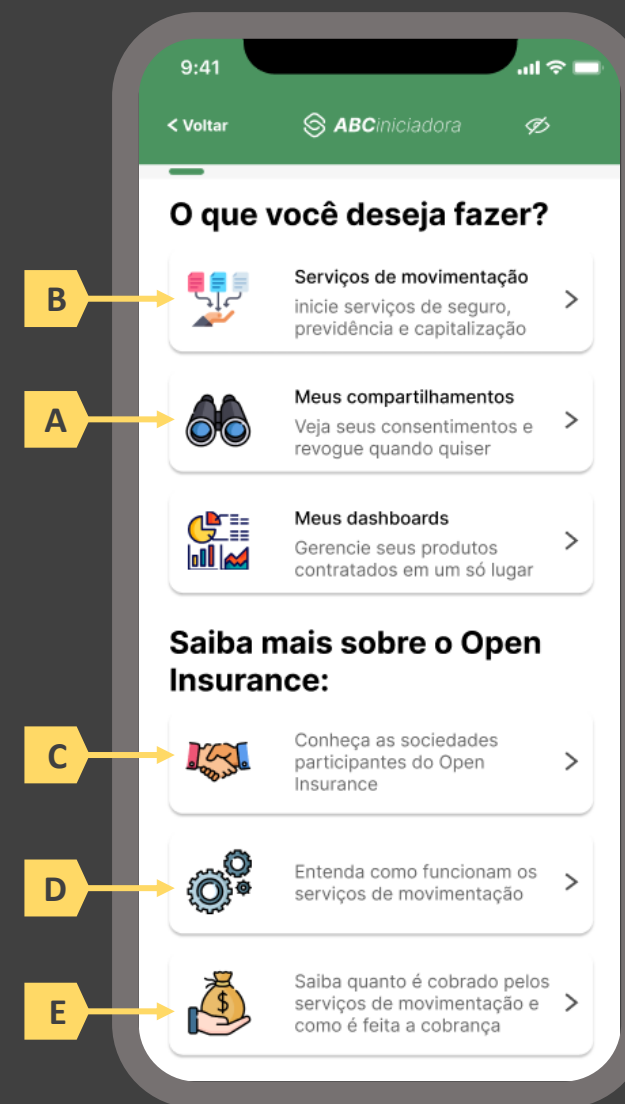 9:41
< Voltar
ABCiniciadora
O que você deseja fazer?
B
Serviços de movimentação
inicie serviços de seguro,
previdência e capitalização
A
Meus compartilhamentos
Veja seus consentimentos e
revogue quando quiser
Meus dashboards
Gerencie seus produtos
contratados em um só lugar
Saiba mais sobre o Open
Insurance:
C
Conheça as sociedades
participantes do Open
Insurance
D
Entenda como funcionam os
serviços de movimentação
E
$
Saiba quanto é cobrado pelos
serviços de movimentação e
como é feita a cobrança